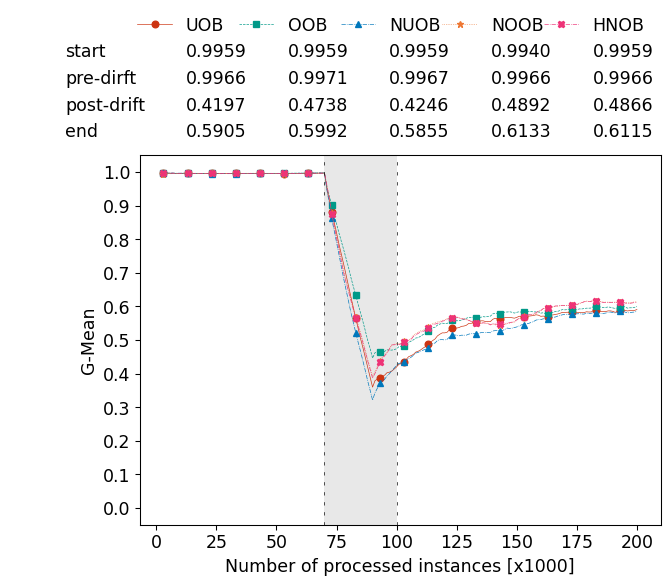 UOB OOB NUOB NOOB HNOB
start 0.9959 0.9959 0.9959 0.9940 0.9959
pre-dirft 0.9966 0.9971 0.9967 0.9966 0.9966
post-drift 0.4197 0.4738 0.4246 0.4892 0.4866
end 0.5905 0.5992 0.5855 0.6133 0.6115
1.0
0.9
0.8
0.7
0.6
0.5
0.4
0.3
0.2
0.1
0.0
G-Mean
0 25 50 75 100 125 150 175 200
Number of processed instances [x1000]